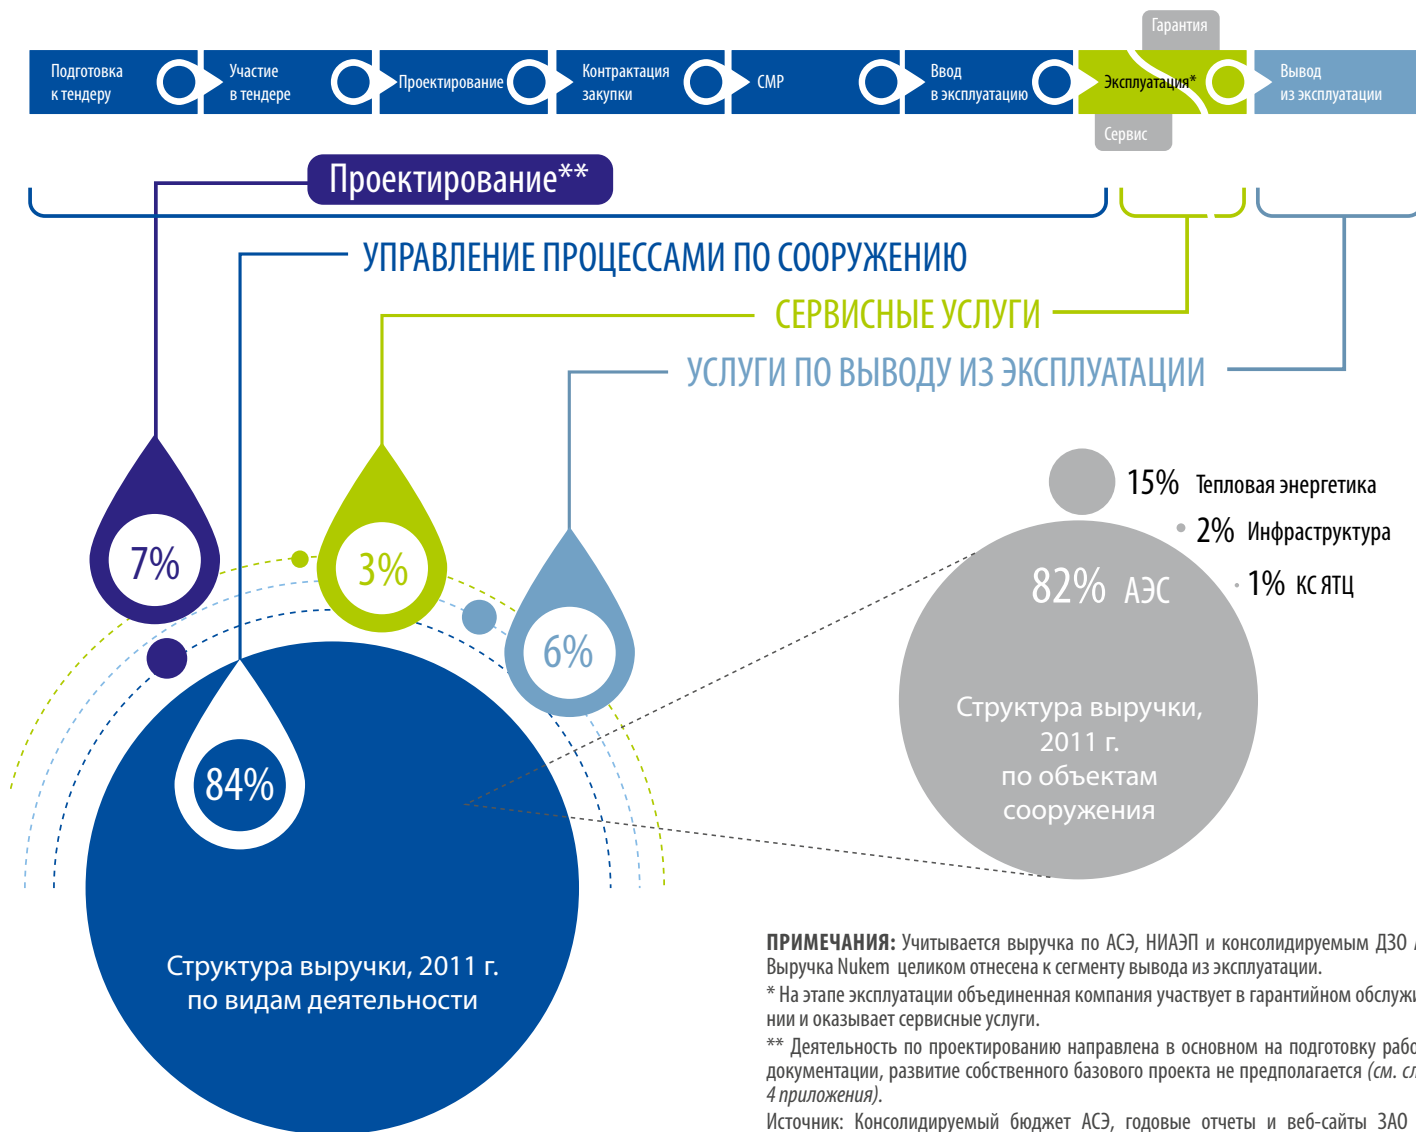 Гарантия
Подготовка
к тендеру
Участие
в тендере
Проектирование
Контрактация
закупки
СМР
Ввод
в эксплуатацию
Эксплуатация*
Вывод
из эксплуатации
Сервис
Проектирование**
УПРАВЛЕНИЕ ПРОЦЕССАМИ ПО СООРУЖЕНИЮ
СЕРВИСНЫЕ УСЛУГИ
УСЛУГИ ПО ВЫВОДУ ИЗ ЭКСПЛУАТАЦИИ
7%
3%
6%
84%
Структура выручки, 2011 г.
по видам деятельности
15% Тепловая энергетика
2% Инфраструктура
82% АЭС
1% КС ЯТЦ
Структура выручки,
2011 г.
по объектам
сооружения
ПРИМЕЧАНИЯ: Учитывается выручка по АСЭ, НИАЭП и консолидируемым ДЗО
Выручка Nukem целиком отнесена к сегменту вывода из эксплуатации.
* На этапе эксплуатации объединенная компания участвует в гарантийном обслужи
нии и оказывает сервисные услуги.
** Деятельность по проектированию направлена в основном на подготовку рабо
документации, развитие собственного базового проекта не предполагается (см. сл
4 приложения).
Источник: Консолидируемый бюджет АСЭ, годовые отчеты и веб-сайты ЗАО